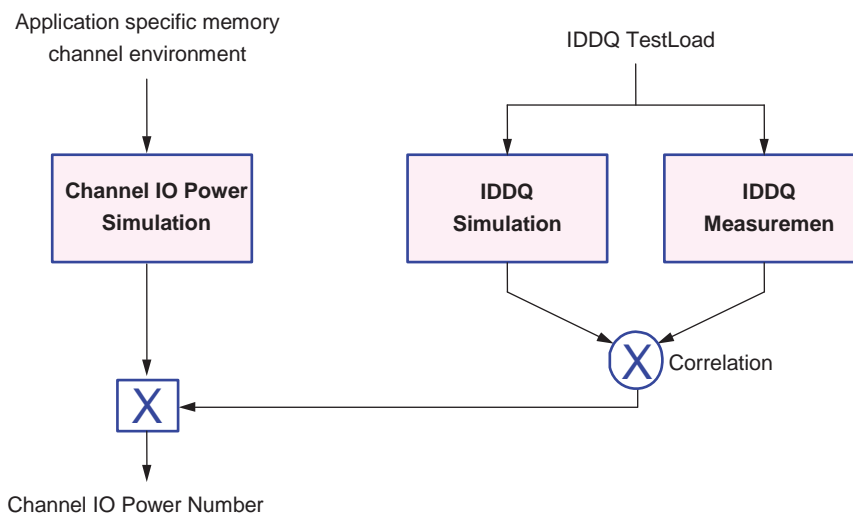 Application specific memory
channel environment
IDDQ TestLoad
Channel IO Power
Simulation
IDDQ
Simulation
IDDQ
Measuremen
X
Correlation
X
Channel IO Power Number